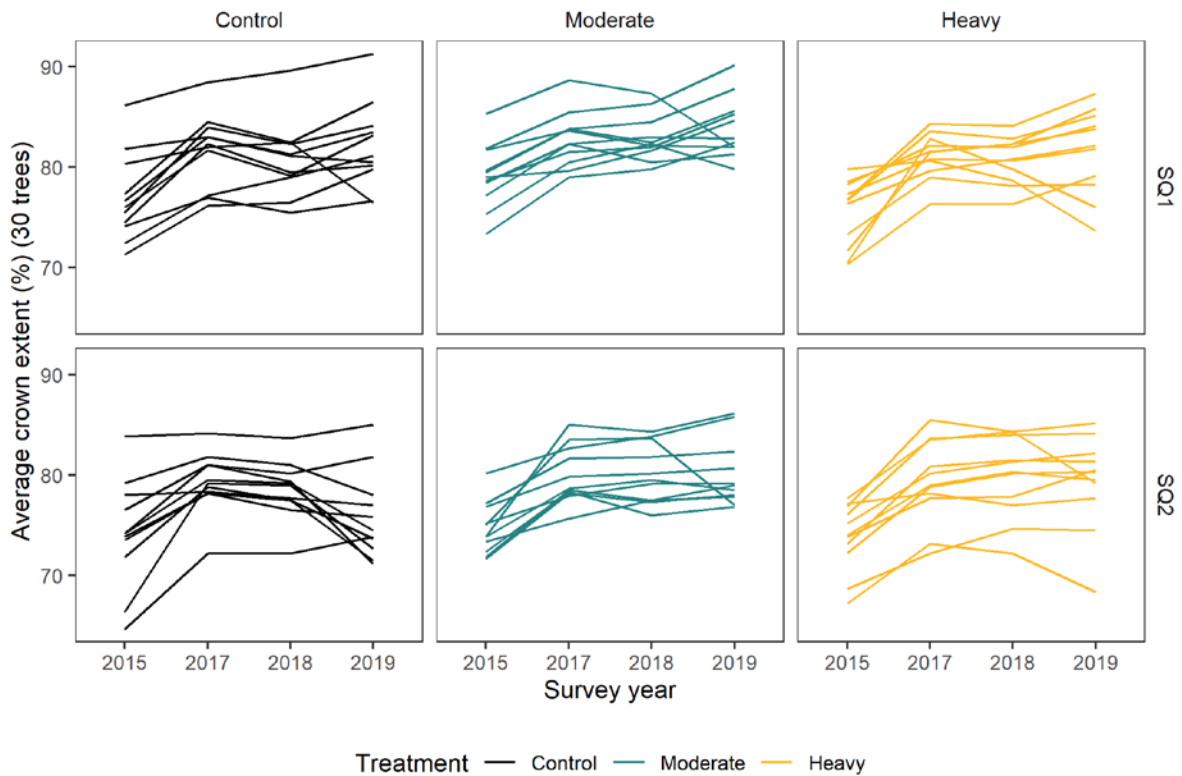 Control Moderate Heavy
Average crown extent (%) (30 trees)
90
80
70
SQ1
90
80
70
SQ2
2015 2017 2018 2019 2015 2017 2018 2019 2015 2017 2018 2019
Survey year
Treatment Control Moderate Heavy